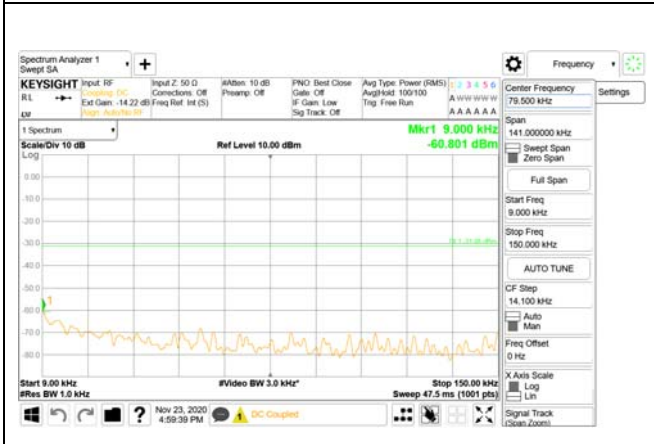 Spectrum Analyzer 1
Swept SA
Frequency
KEYSIGHT
Input: RF
Coupling: DC
Ext Gain: -14.22 dB
Align: Auto/No RF
Input Z: 50 Ω
Corrections: Off
Freq Ref: Int (S)
#Atten: 10 dB
Preamp: Off
PNO: Best Close
Gate: Off
IF Gain: Low
Sig Track: Off
Avg Type: Power (RMS)
Avg|Hold: 100/100
Trig: Free Run
1 2 3 4 5 6
A W W W W W
A A A A A A
RL
LXI
Center Frequency
79.500 kHz
Settings
1 Spectrum
Mkr1 9.000 kHz
Scale/Div 10 dB
Ref Level 10.00 dBm
-60.801 dBm
Log
0.00
-10.0
-20.0
-30.0
-40.0
-50.0
-60.0
-70.0
-80.0
1
Span
141.000000 kHz
Swept Span
Zero Span
Full Span
Start Freq
9.000 kHz
Stop Freq
150.000 kHz
AUTO TUNE
CF Step
14.100 kHz
Auto
Man
Freq Offset
0 Hz
X Axis Scale
Log
Lin
Signal Track
(Span Zoom)
Start 9.00 kHz
#Video BW 3.0 kHz*
Stop 150.00 kHz
#Res BW 1.0 kHz
Sweep 47.5 ms (1001 pts)
?
Nov 23, 2020
4:59:39 PM
DC Coupled